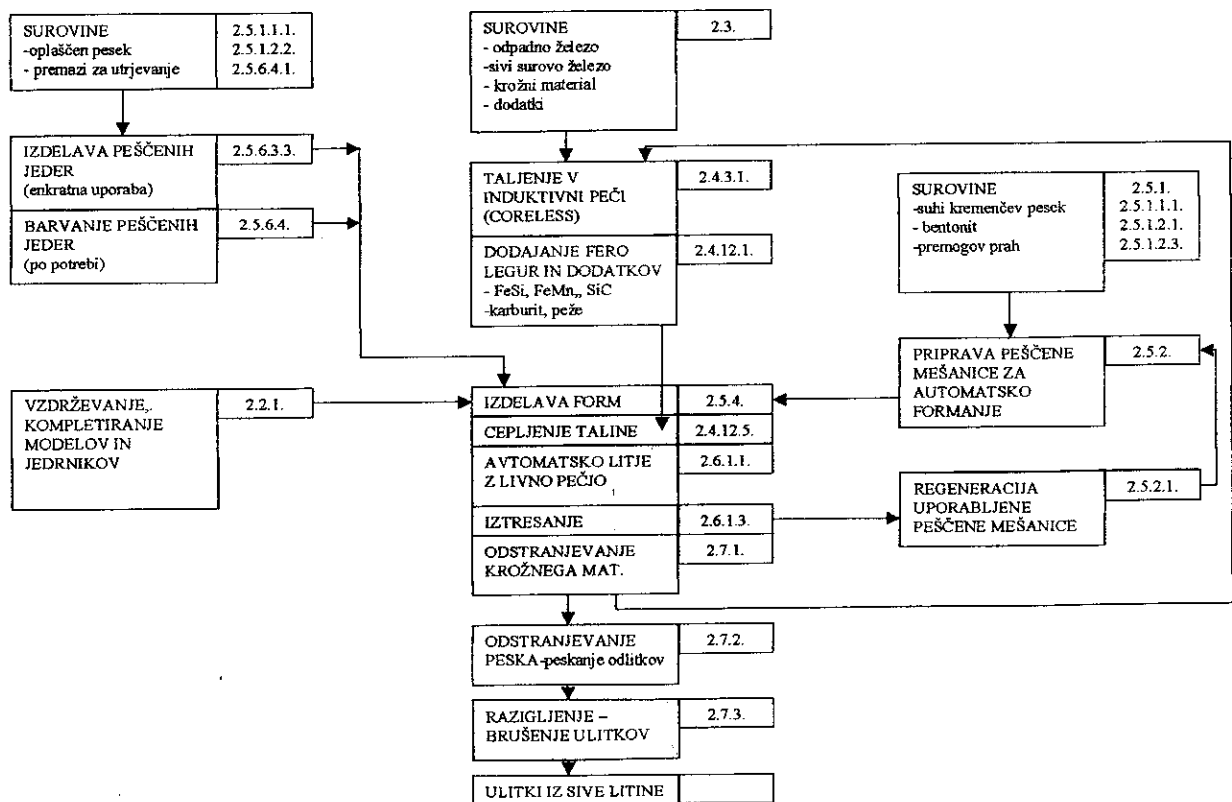 SUROVINE 2.5.1.1.1.
-oplaščen pesek 2.5.1.2.2.
- premazi za utrjevanje 2.5.6.4.1.
IZDELAVA PEŠČENIH 2.5.6.3.3.
JEDER
(enkratna uporaba)
BARVANJE PEŠČENIH 2.5.6.4.
JEDER
(po potrebi)
VZDRŽEVANJE,. 2.2.1.
KOMPLETIRANJE
MODELOV IN
JEDRNIKOV
SUROVINE 2.3.
- odpadno železo
-sivi surovo železo
- krožni material
- dodatki
TALJENJE V 2.4.3.1.
INDUKTIVNI PEČI
(CORELESS)
DODAJANJE FERO 2.4.12.1.
LEGUR IN DODATKOV
- FeSi, FeMn,, SiC
-karburit, peže
IZDELAVA FORM 2.5.4.
CEPLJENJE TALINE 2.4.12.5.
AVTOMATSKO LITJE 2.6.1.1.
Z LIVNO PEČJO
IZTRESANJE 2.6.1.3.
ODSTRANJEVANJE 2.7.1.
KROŽNEGA MAT.
ODSTRANJEVANJE 2.7.2.
PESKA-peskanje odlitkov
RAZIGLJENJE – 2.7.3.
BRUŠENJE ULITKOV
ULITKI IZ SIVE LITINE
SUROVINE 2.5.1.
-suhi kremenčev pesek 2.5.1.1.1.
- bentonit 2.5.1.2.1.
-premogov prah 2.5.1.2.3.
PRIPRAVA PEŠČENE 2.5.2.
MEŠANICE ZA
AUTOMATSKO
FORMANJE
REGENERACIJA 2.5.2.1.
UPORABLJENE
PEŠČENE MEŠANICE